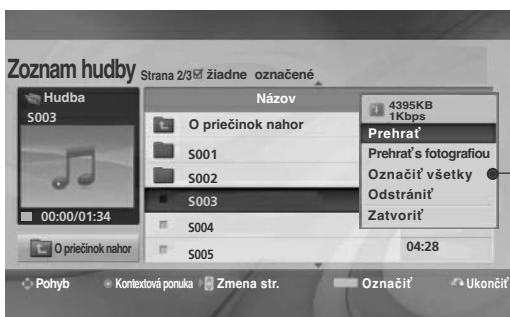 Zoznam hudby Strana 2/3 žiadne označené
Hudba
S003
00:00/01:34
O priečinok nahor
Názov
O priečinok nahor
S001
S002
S003
S004
S005
04:28
4395KB
1Kbps
Prehrať
Prehrať s fotografiou
Označiť všetky
Odstrániť
Zatvoriť
Pohyb Kontextová ponuka Zmena str. Označiť Ukončiť